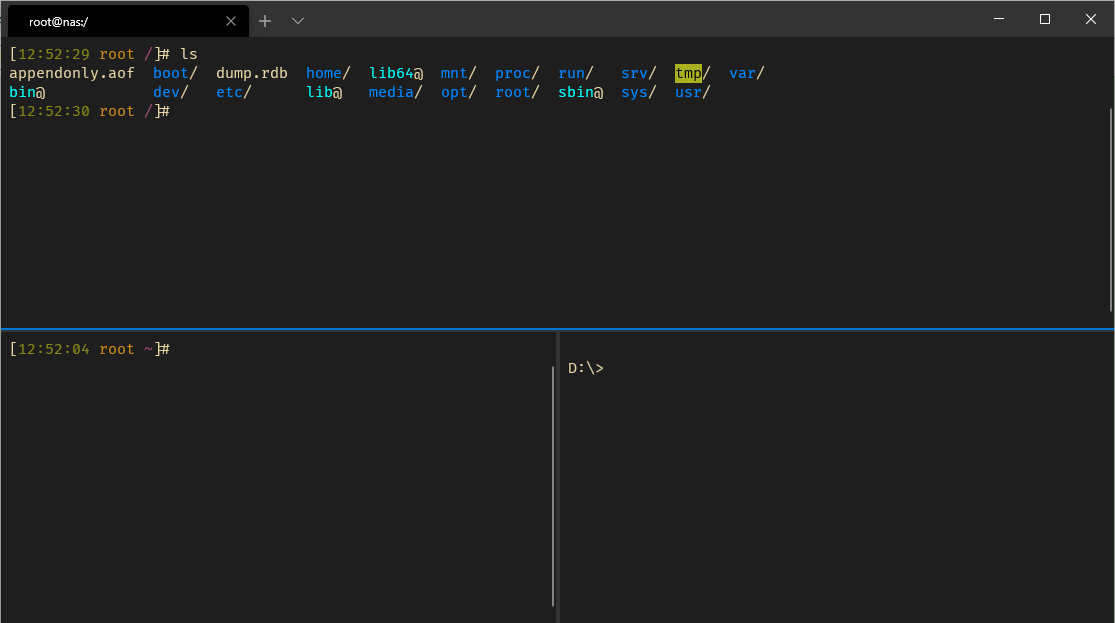 root@nas:/
[12:52:29 root /]# ls
appendonly.aof  boot/  dump.rdb  home/  lib64@  mnt/  proc/  run/  srv/  tmp/  var/
bin@            dev/   etc/      lib@   media/  opt/  root/  sbin@  sys/  usr/
[12:52:30 root /]#
[12:52:04 root ~]#
D:\>